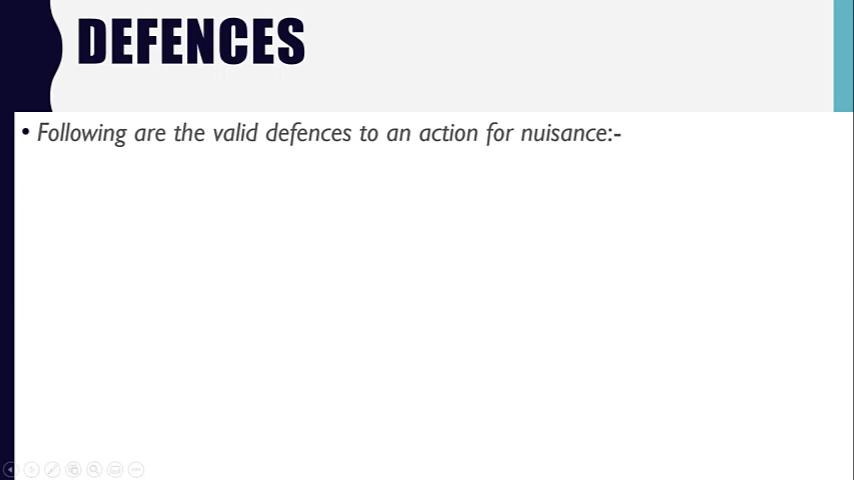 DEFENCES
• Following are the valid defences to an action for nuisance:-